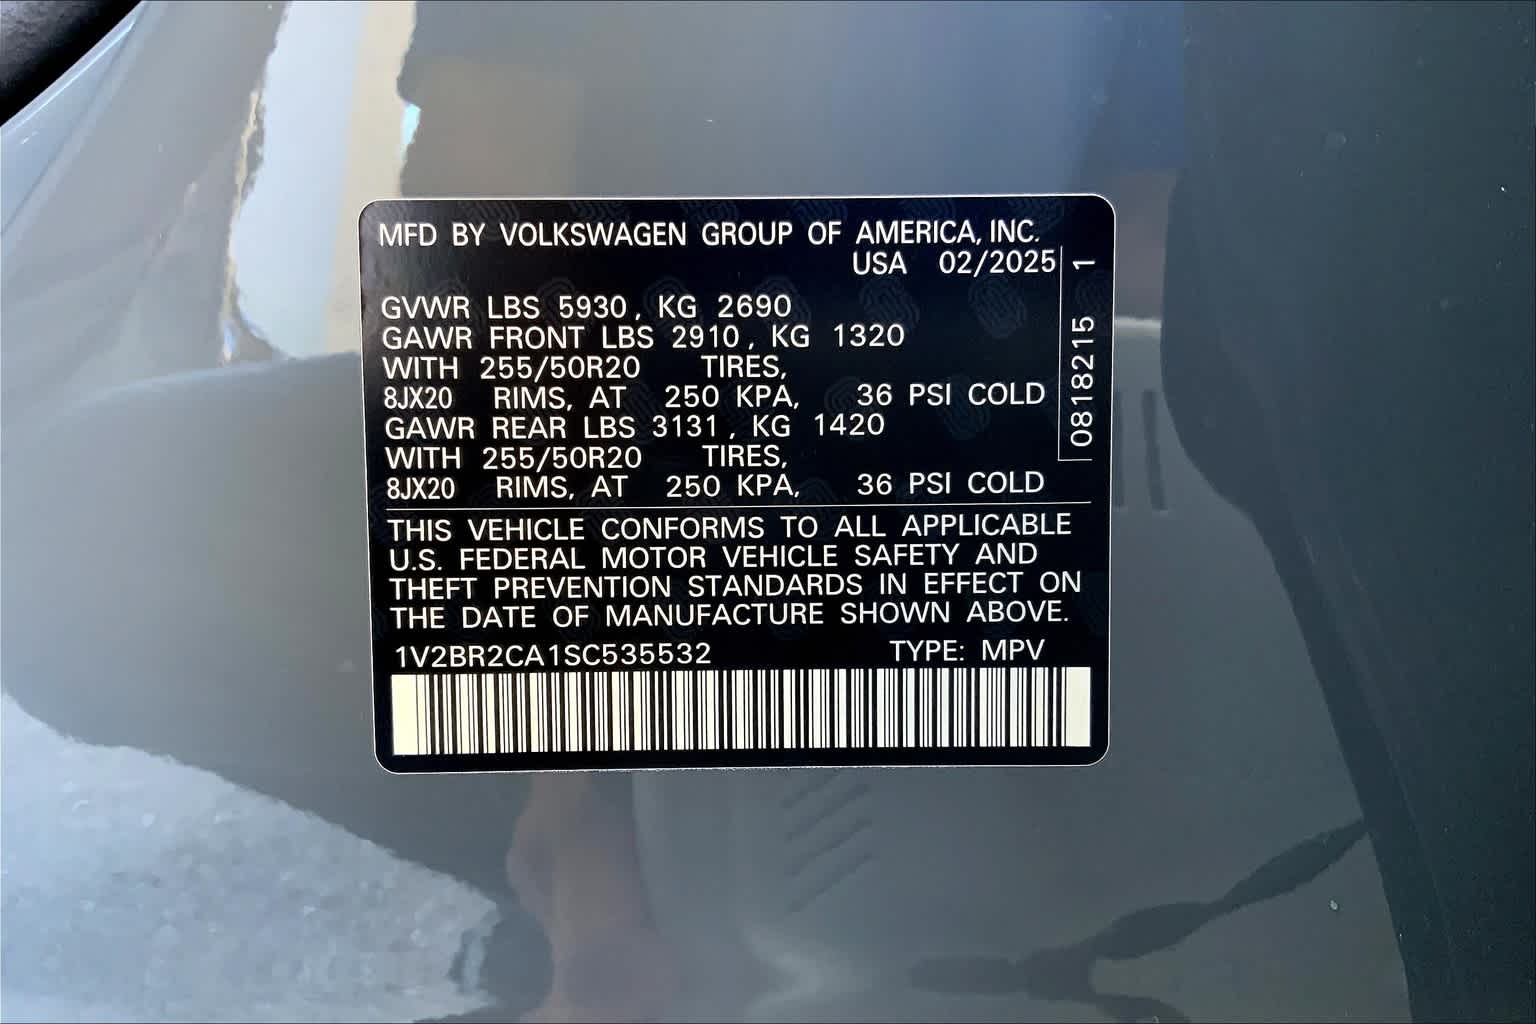 MFD BY VOLKSWAGEN GROUP OF AMERICA, INC.
USA 02/2025
GVWR LBS 5930, KG 2690
GAWR FRONT LBS 2910, KG 1320
WITH 255/50R20 TIRES,
8JX20 RIMS, AT 250 KPA, 36 PSI COLD
GAWR REAR LBS 3131, KG 1420
WITH 255/50R20 TIRES,
8JX20 RIMS, AT 250 KPA, 36 PSI COLD
0818215 1
THIS VEHICLE CONFORMS TO ALL APPLICABLE
U.S. FEDERAL MOTOR VEHICLE SAFETY AND
THEFT PREVENTION STANDARDS IN EFFECT ON
THE DATE OF MANUFACTURE SHOWN ABOVE.
1V2BR2CA1SC535532 TYPE: MPV